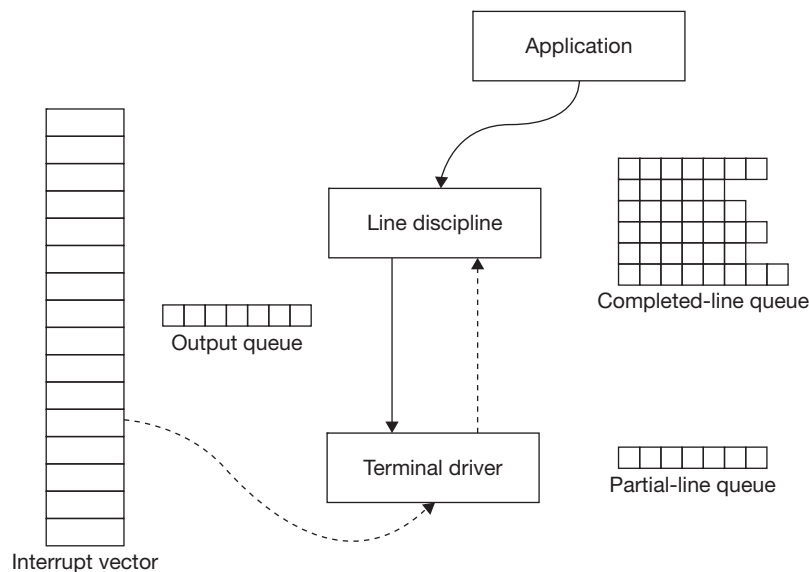 Application
Line discipline
Completed-line queue
Output queue
Terminal driver
Partial-line queue
Interrupt vector